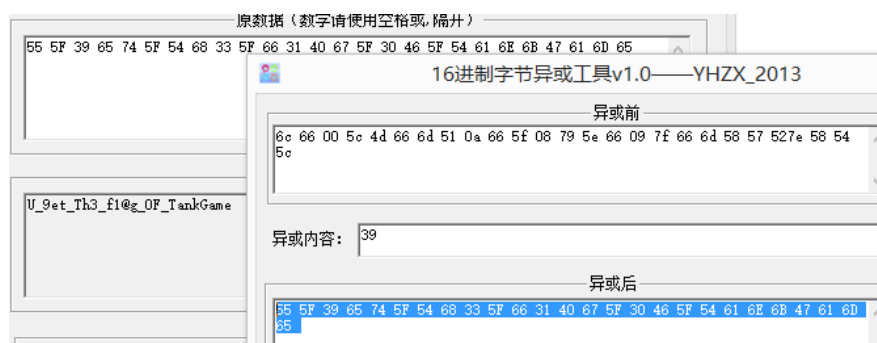 原数据（数字请使用空格或,隔开）
55 5F 39 65 74 5F 54 68 33 5F 66 31 40 67 5F 30 46 5F 54 61 6E 6B 47 61 6D 65
U_9et_Th3_f1@g_0F_TankGame
16进制字节异或工具v1.0——YHZX_2013
异或前
6c 66 00 5c 4d 66 6d 51 0a 66 5f 08 79 5e 66 09 7f 66 6d 58 57 527e 58 54
5c
异或内容：
39
异或后
55 5F 39 65 74 5F 54 68 33 5F 66 31 40 67 5F 30 46 5F 54 61 6E 6B 47 61 6D
65